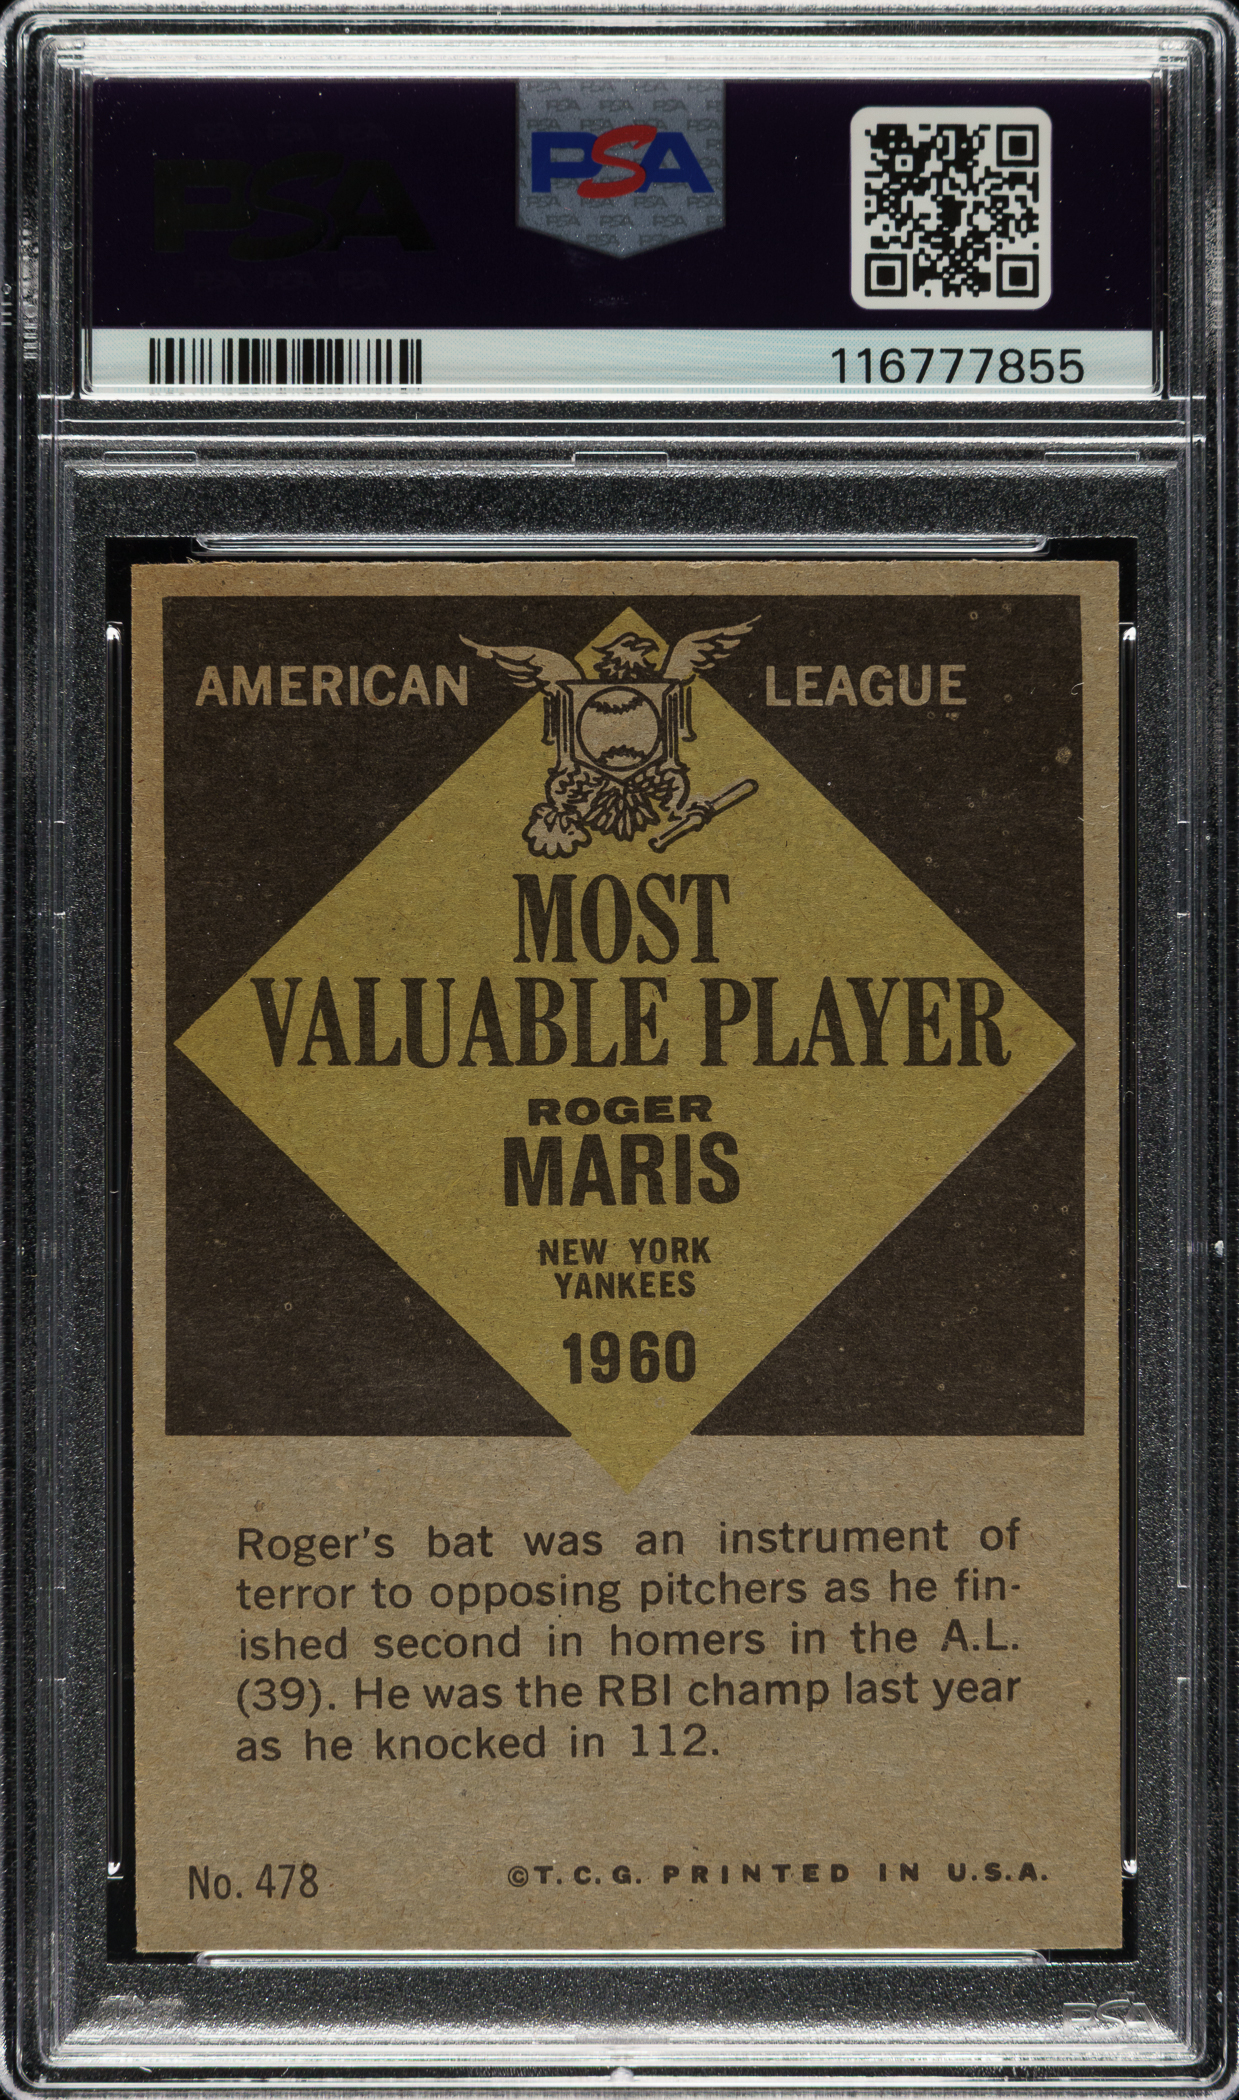 PSA
PSA
116777855
AMERICAN LEAGUE
MOST
VALUABLE PLAYER
ROGER
MARIS
NEW YORK
YANKEES
1960
Roger's bat was an instrument of
terror to opposing pitchers as he fin-
ished second in homers in the A.L.
(39). He was the RBI champ last year
as he knocked in 112.
No. 478
©T.C.G. PRINTED IN U.S.A.
PSA